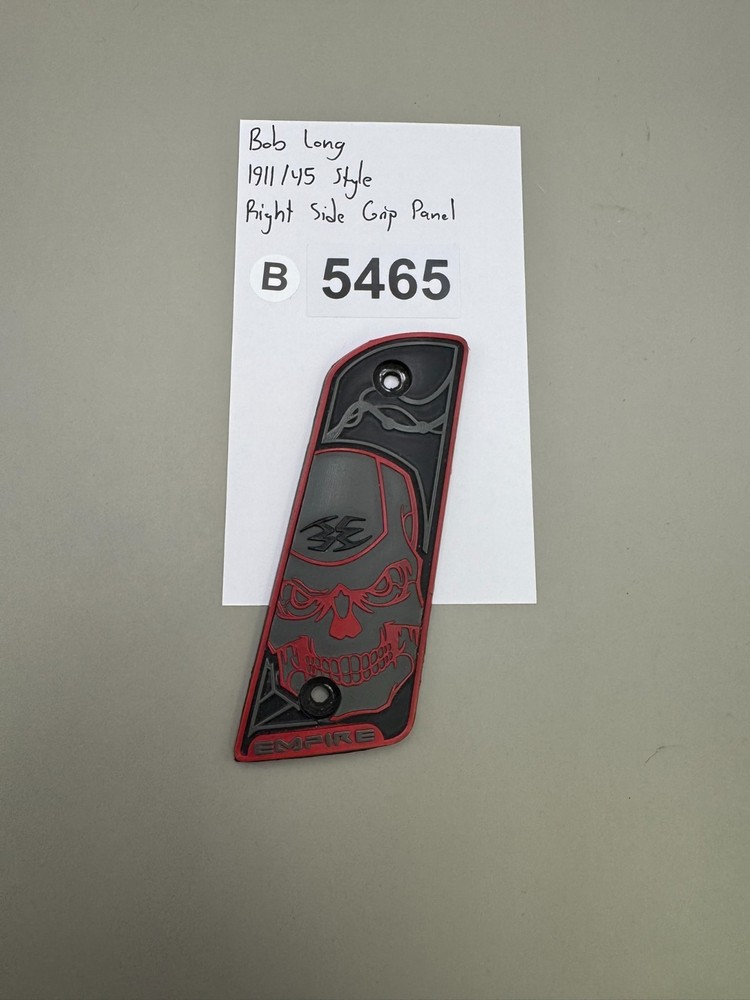 Bob Long
1911/45 Style
Right Side Grip Panel
B 5465
EMPIRE